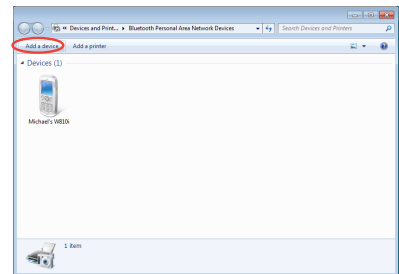 « Devices and Print... ▸ Bluetooth Personal Area Network Devices
Search Devices and Printers
Add a device   Add a printer
Devices (1)
Michael's W810i
1 item